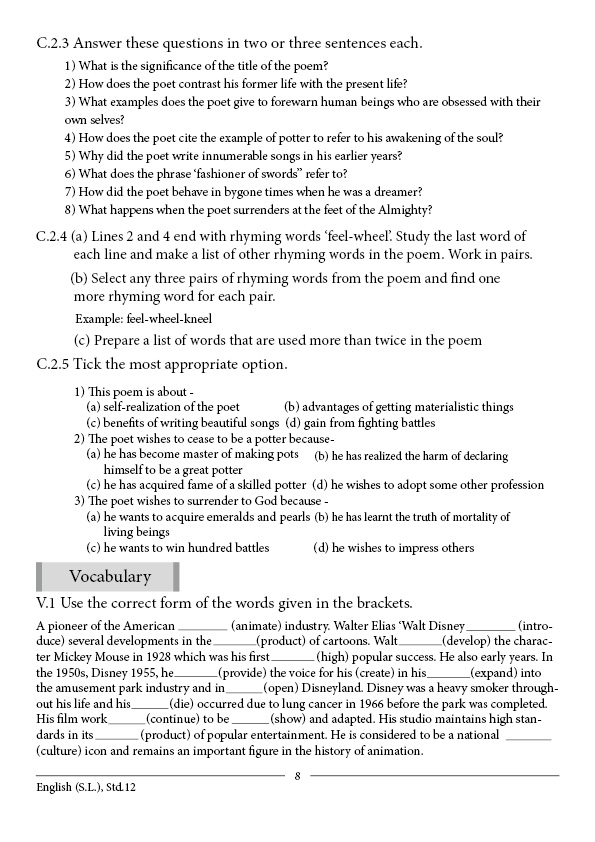 C.2.3 Answer these questions in two or three sentences each.
1) What is the significance of the title of the poem?
2) How does the poet contrast his former life with the present life?
3) What examples does the poet give to forewarn human beings who are obsessed with their
own selves?
4) How does the poet cite the example of potter to refer to his awakening of the soul?
5) Why did the poet write innumerable songs in his earlier years?
6) What does the phrase ‘fashioner of swords” refer to?
7) How did the poet behave in bygone times when he was a dreamer?
8) What happens when the poet surrenders at the feet of the Almighty?
C.2.4 (a) Lines 2 and 4 end with rhyming words ‘feel-wheel’. Study the last word of
each line and make a list of other rhyming words in the poem. Work in pairs.
(b) Select any three pairs of rhyming words from the poem and find one
more rhyming word for each pair.
Example: feel-wheel-kneel
(c) Prepare a list of words that are used more than twice in the poem
C.2.5 Tick the most appropriate option.
1) This poem is about -
(a) self-realization of the poet (b) advantages of getting materialistic things
(c) benefits of writing beautiful songs (d) gain from fighting battles
2) The poet wishes to cease to be a potter because-
(a) he has become master of making pots (b) he has realized the harm of declaring
himself to be a great potter
(c) he has acquired fame of a skilled potter (d) he wishes to adopt some other profession
3) The poet wishes to surrender to God because -
(a) he wants to acquire emeralds and pearls (b) he has learnt the truth of mortality of
living beings
(c) he wants to win hundred battles (d) he wishes to impress others
Vocabulary
V.1 Use the correct form of the words given in the brackets.
A pioneer of the American ________ (animate) industry. Walter Elias ‘Walt Disney________ (intro-
duce) several developments in the _______(product) of cartoons. Walt_______(develop) the charac-
ter Mickey Mouse in 1928 which was his first _______(high) popular success. He also early years. In
the 1950s, Disney 1955, he_______(provide) the voice for his (create) in his_______(expand) into
the amusement park industry and in______(open) Disneyland. Disney was a heavy smoker through-
out his life and his______(die) occurred due to lung cancer in 1966 before the park was completed.
His film work______(continue) to be ______(show) and adapted. His studio maintains high stan-
dards in its _______ (product) of popular entertainment. He is considered to be a national ________
(culture) icon and remains an important figure in the history of animation.
8
English (S.L.), Std.12